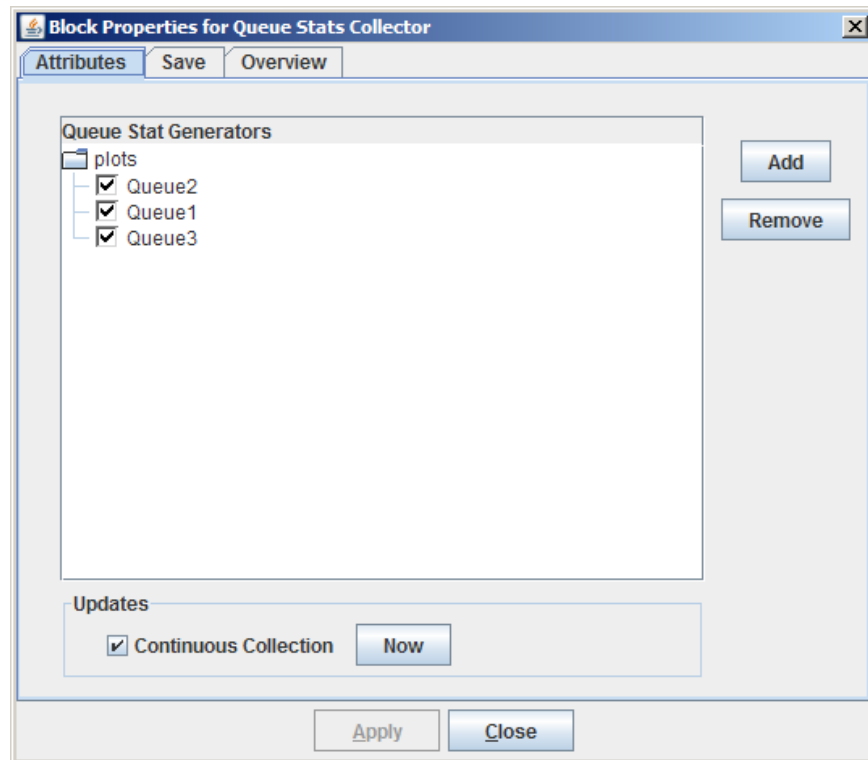 Block Properties for Queue Stats Collector
Attributes Save Overview
Queue Stat Generators
plots
Queue2
Queue1
Queue3
Add
Remove
Updates
Continuous Collection Now
Apply Close